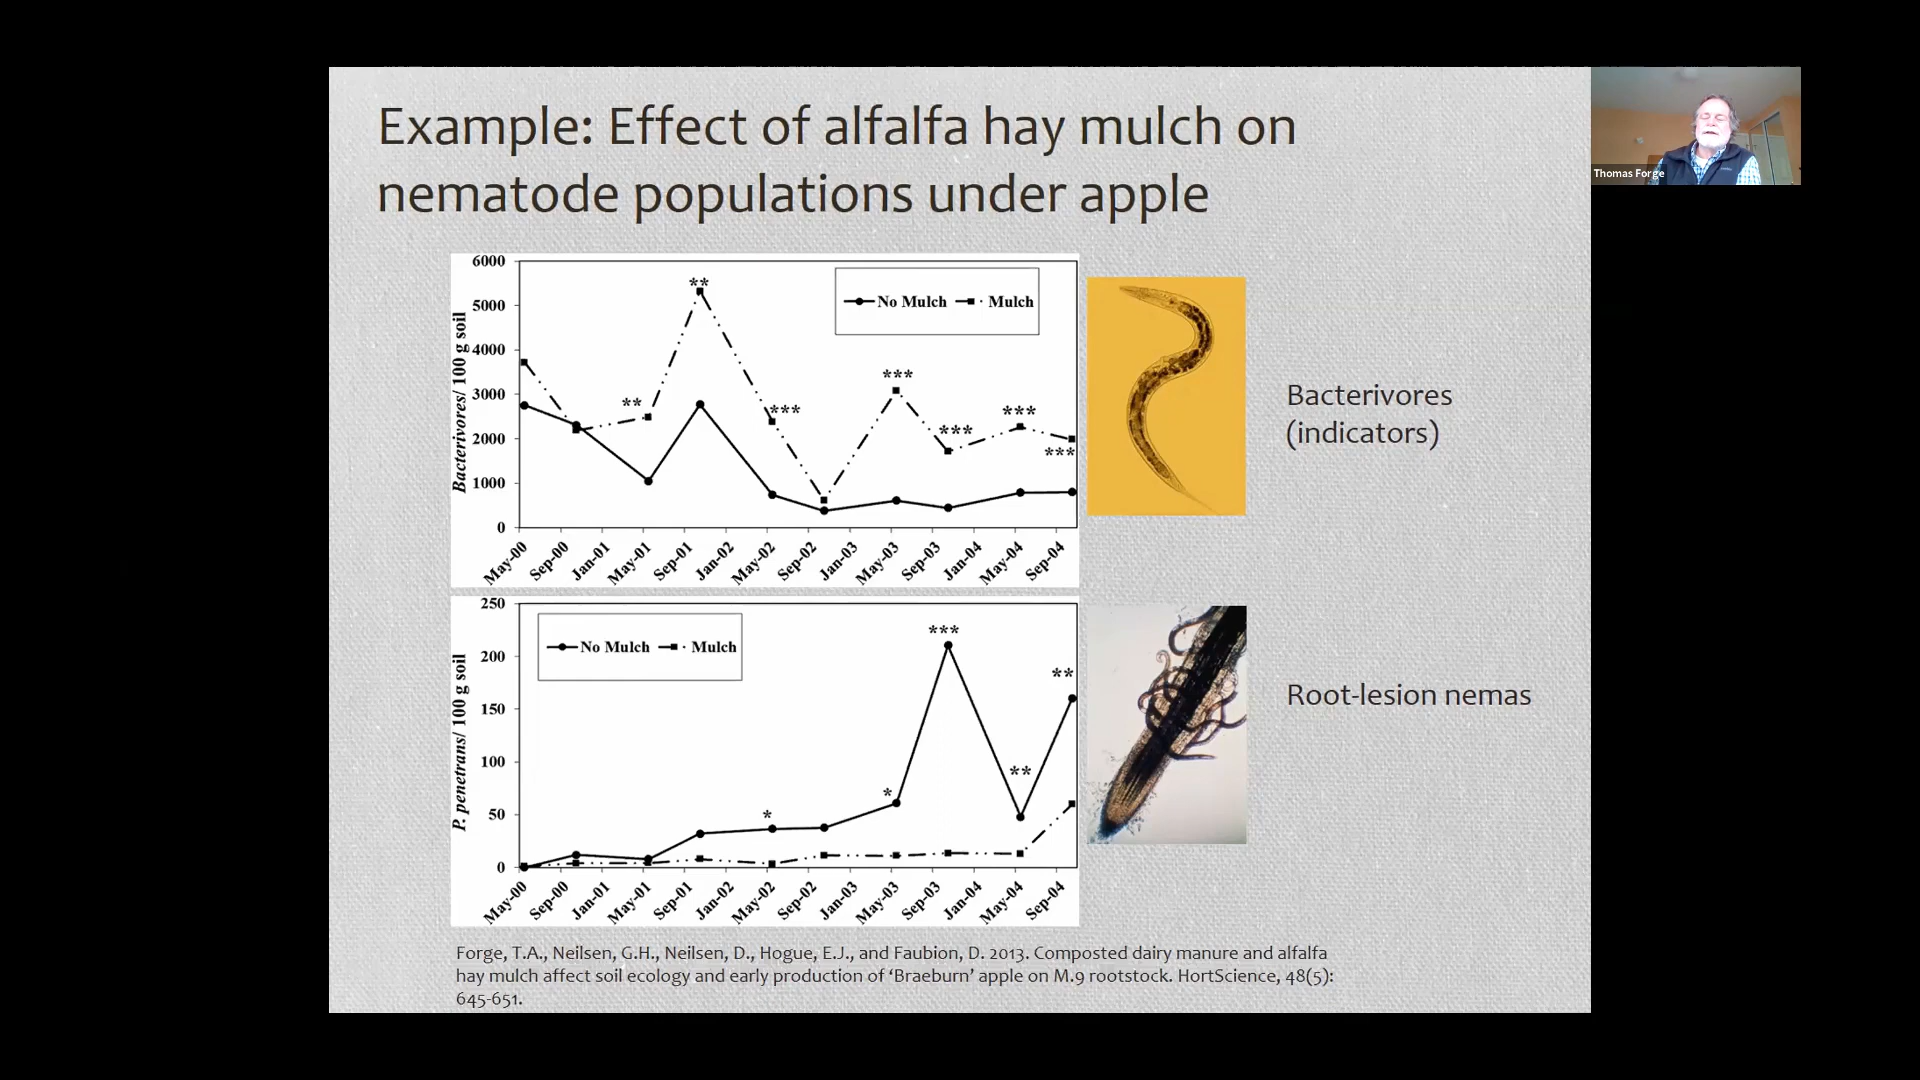 Example: Effect of alfalfa hay mulch on
nematode populations under apple
Thomas Forge
Bacterivores/ 100 g soil
6000
5000
4000
3000
2000
1000
0
No Mulch Mulch
**
**
***
***
***
***
***
May-00 Sep-00 Jan-01 May-01 Sep-01 Jan-02 May-02 Sep-02 Jan-03 May-03 Sep-03 Jan-04 May-04 Sep-04
Bacterivores
(indicators)
P. penetrans/ 100 g soil
250
200
150
100
50
0
No Mulch Mulch
*
*
***
**
**
May-00 Sep-00 Jan-01 May-01 Sep-01 Jan-02 May-02 Sep-02 Jan-03 May-03 Sep-03 Jan-04 May-04 Sep-04
Root-lesion nemas
Forge, T.A., Neilsen, G.H., Neilsen, D., Hogue, E.J., and Faubion, D. 2013. Composted dairy manure and alfalfa
hay mulch affect soil ecology and early production of ‘Braeburn’ apple on M.9 rootstock. HortScience, 48(5):
645-651.